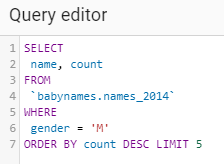 Query editor
1 SELECT
2  name, count
3 FROM
4  `babynames.names_2014`
5 WHERE
6  gender = 'M'
7 ORDER BY count DESC LIMIT 5